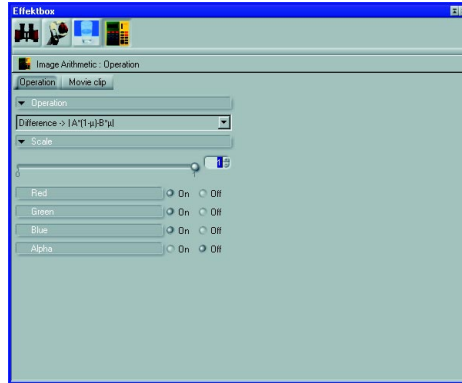 Effektbox
Image Arithmetic : Operation
Operation Movie clip
Operation
Difference -> |A*(1-µ)-B*µ|
Scale
1
0 1
Red On Off
Green On Off
Blue On Off
Alpha On Off